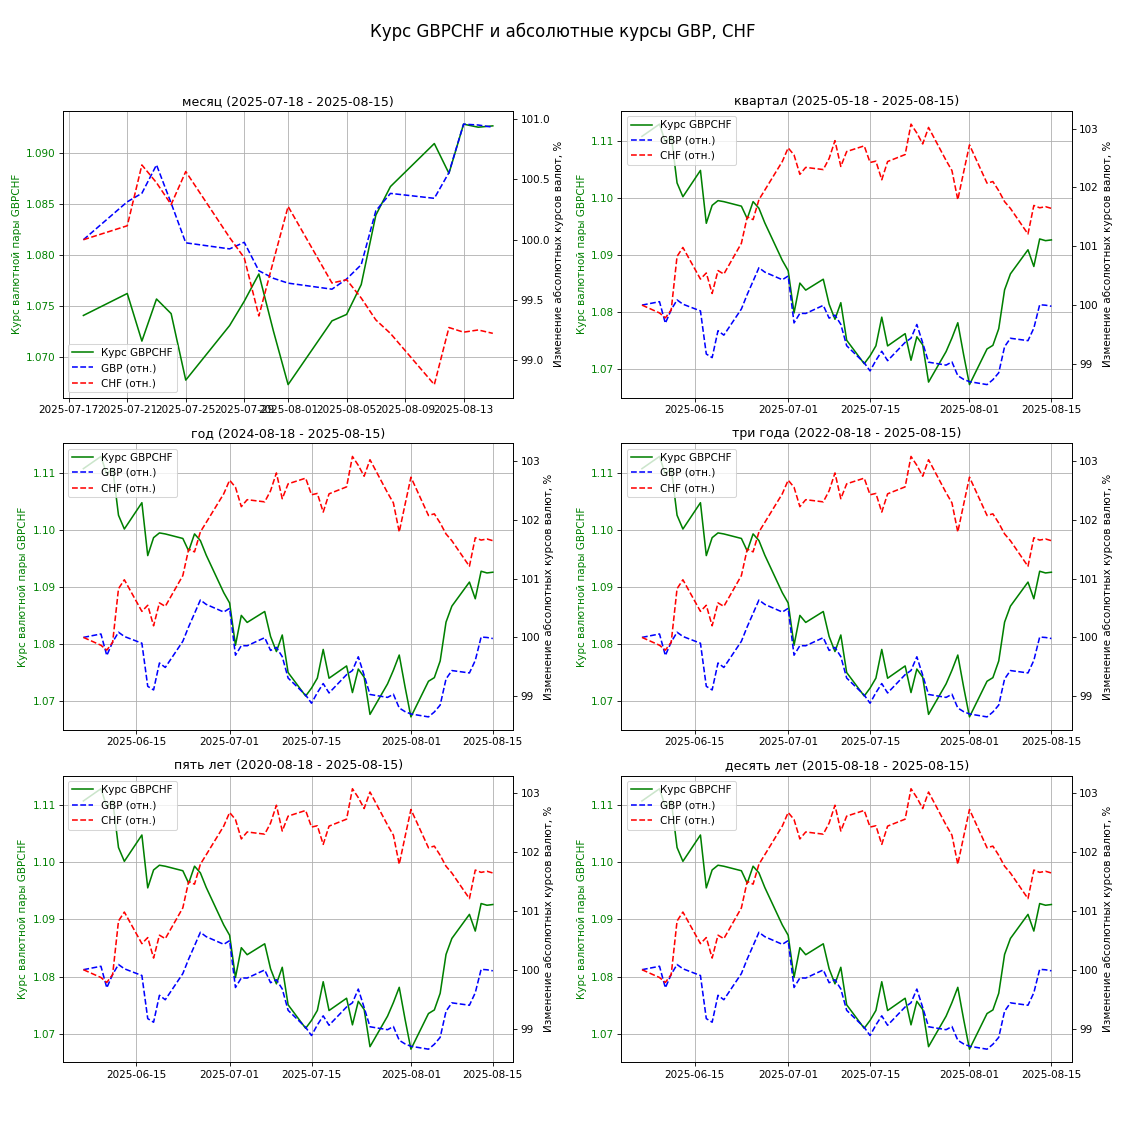 Курс GBPCHF и абсолютные курсы GBP, CHF
месяц (2025-07-18 - 2025-08-15)
Курс валютной пары GBPCHF
1.090
1.085
1.080
1.075
1.070
Курс GBPCHF
GBP (отн.)
CHF (отн.)
101.0
100.5
100.0
99.5
99.0
Изменение абсолютных курсов валют, %
2025-07-17
2025-07-21
2025-07-25
2025-07-29
2025-08-01
2025-08-05
2025-08-09
2025-08-13
квартал (2025-05-18 - 2025-08-15)
Курс валютной пары GBPCHF
1.11
1.10
1.09
1.08
1.07
Курс GBPCHF
GBP (отн.)
CHF (отн.)
103
102
101
100
99
Изменение абсолютных курсов валют, %
2025-06-15
2025-07-01
2025-07-15
2025-08-01
2025-08-15
год (2024-08-18 - 2025-08-15)
Курс валютной пары GBPCHF
1.11
1.10
1.09
1.08
1.07
Курс GBPCHF
GBP (отн.)
CHF (отн.)
103
102
101
100
99
Изменение абсолютных курсов валют, %
2025-06-15
2025-07-01
2025-07-15
2025-08-01
2025-08-15
три года (2022-08-18 - 2025-08-15)
Курс валютной пары GBPCHF
1.11
1.10
1.09
1.08
1.07
Курс GBPCHF
GBP (отн.)
CHF (отн.)
103
102
101
100
99
Изменение абсолютных курсов валют, %
2025-06-15
2025-07-01
2025-07-15
2025-08-01
2025-08-15
пять лет (2020-08-18 - 2025-08-15)
Курс валютной пары GBPCHF
1.11
1.10
1.09
1.08
1.07
Курс GBPCHF
GBP (отн.)
CHF (отн.)
103
102
101
100
99
Изменение абсолютных курсов валют, %
2025-06-15
2025-07-01
2025-07-15
2025-08-01
2025-08-15
десять лет (2015-08-18 - 2025-08-15)
Курс валютной пары GBPCHF
1.11
1.10
1.09
1.08
1.07
Курс GBPCHF
GBP (отн.)
CHF (отн.)
103
102
101
100
99
Изменение абсолютных курсов валют, %
2025-06-15
2025-07-01
2025-07-15
2025-08-01
2025-08-15